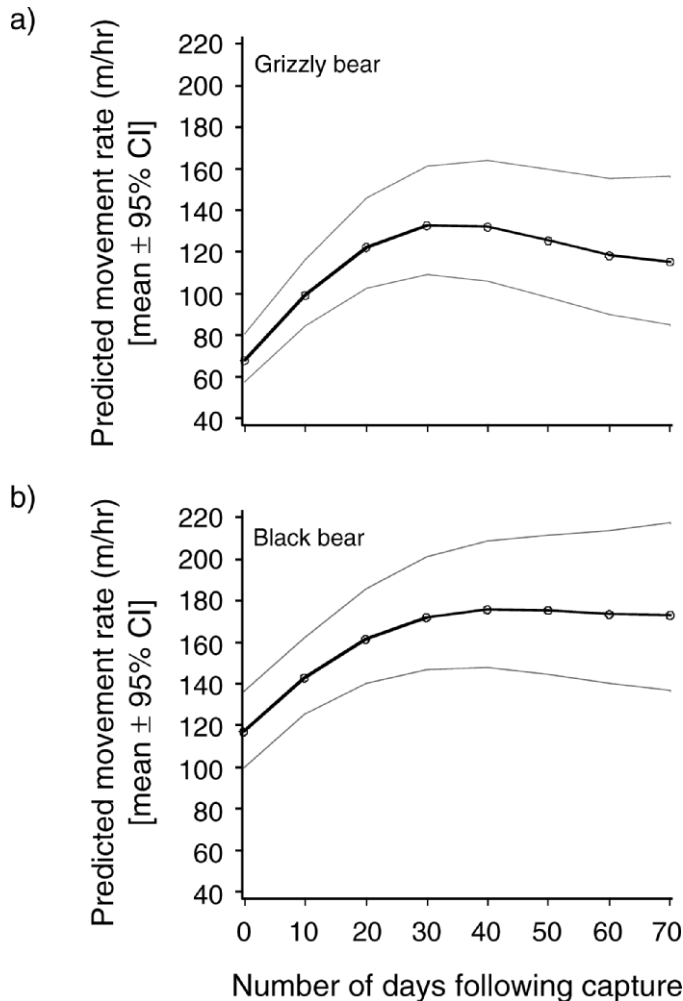 a)
Predicted movement rate (m/hr)
[mean ± 95% CI]
220
200
180
160
140
120
100
80
60
40
Grizzly bear
b)
Predicted movement rate (m/hr)
[mean ± 95% CI]
220
200
180
160
140
120
100
80
60
40
Black bear
0 10 20 30 40 50 60 70
Number of days following capture